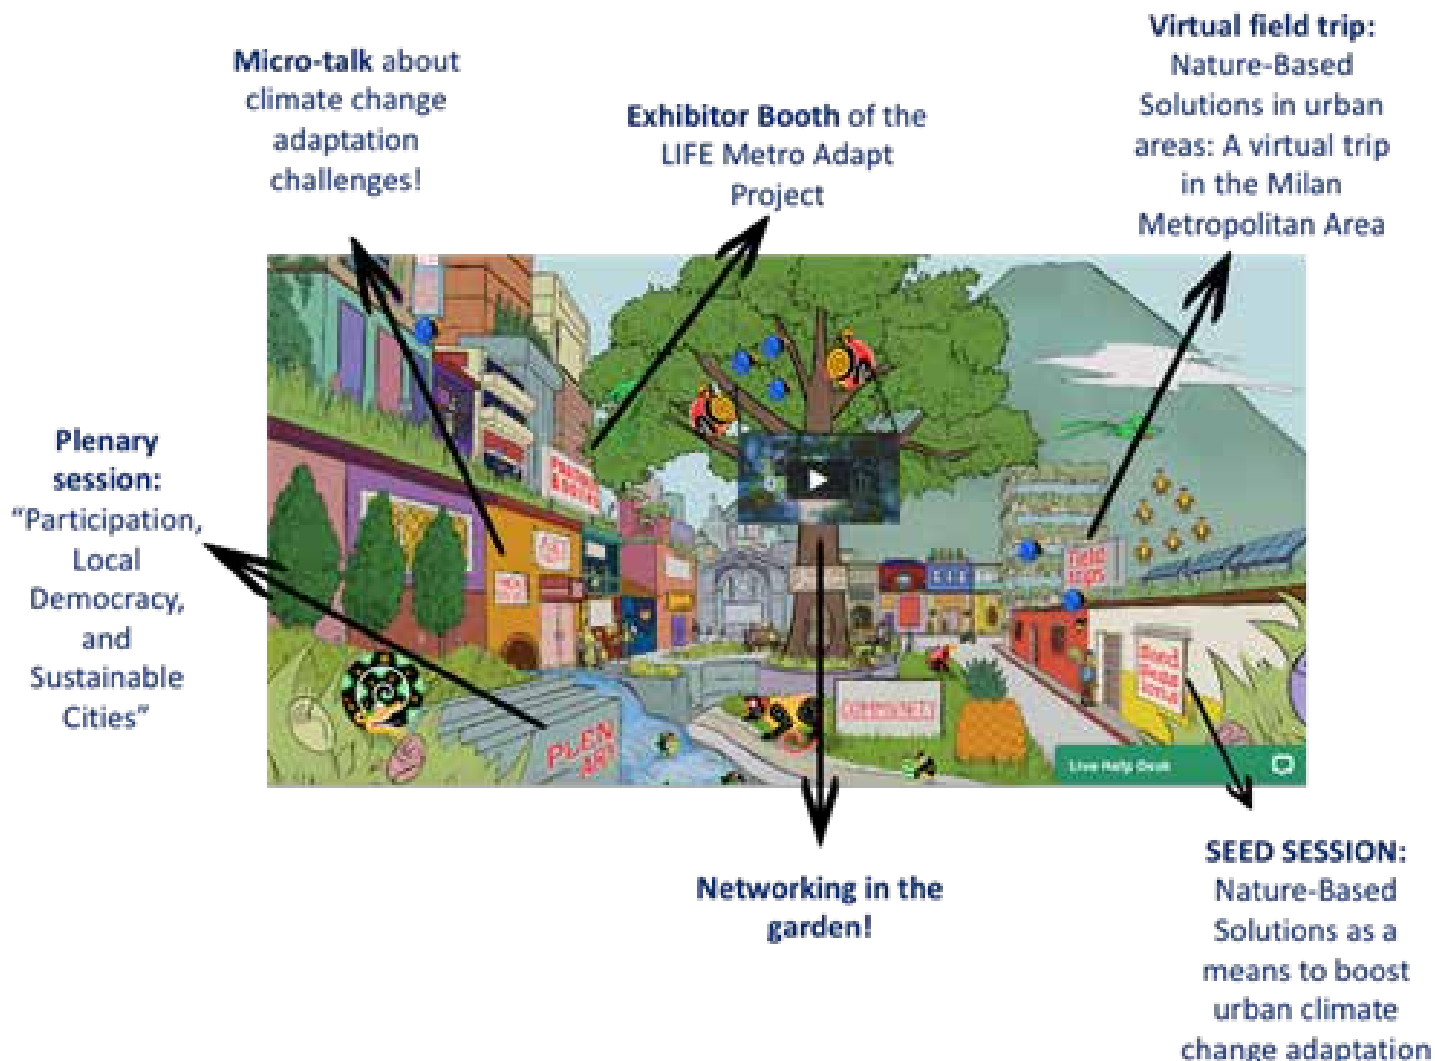 Micro-talk about
climate change
adaptation
challenges!
Exhibitor Booth of the
LIFE Metro Adapt
Project
Virtual field trip:
Nature-Based
Solutions in urban
areas: A virtual trip
in the Milan
Metropolitan Area
Plenary
session:
“Participation,
Local
Democracy,
and
Sustainable
Cities”
field
trips
PLEN
ARY
COMMUNITY
Live Help Desk
Networking in the
garden!
SEED SESSION:
Nature-Based
Solutions as a
means to boost
urban climate
change adaptation